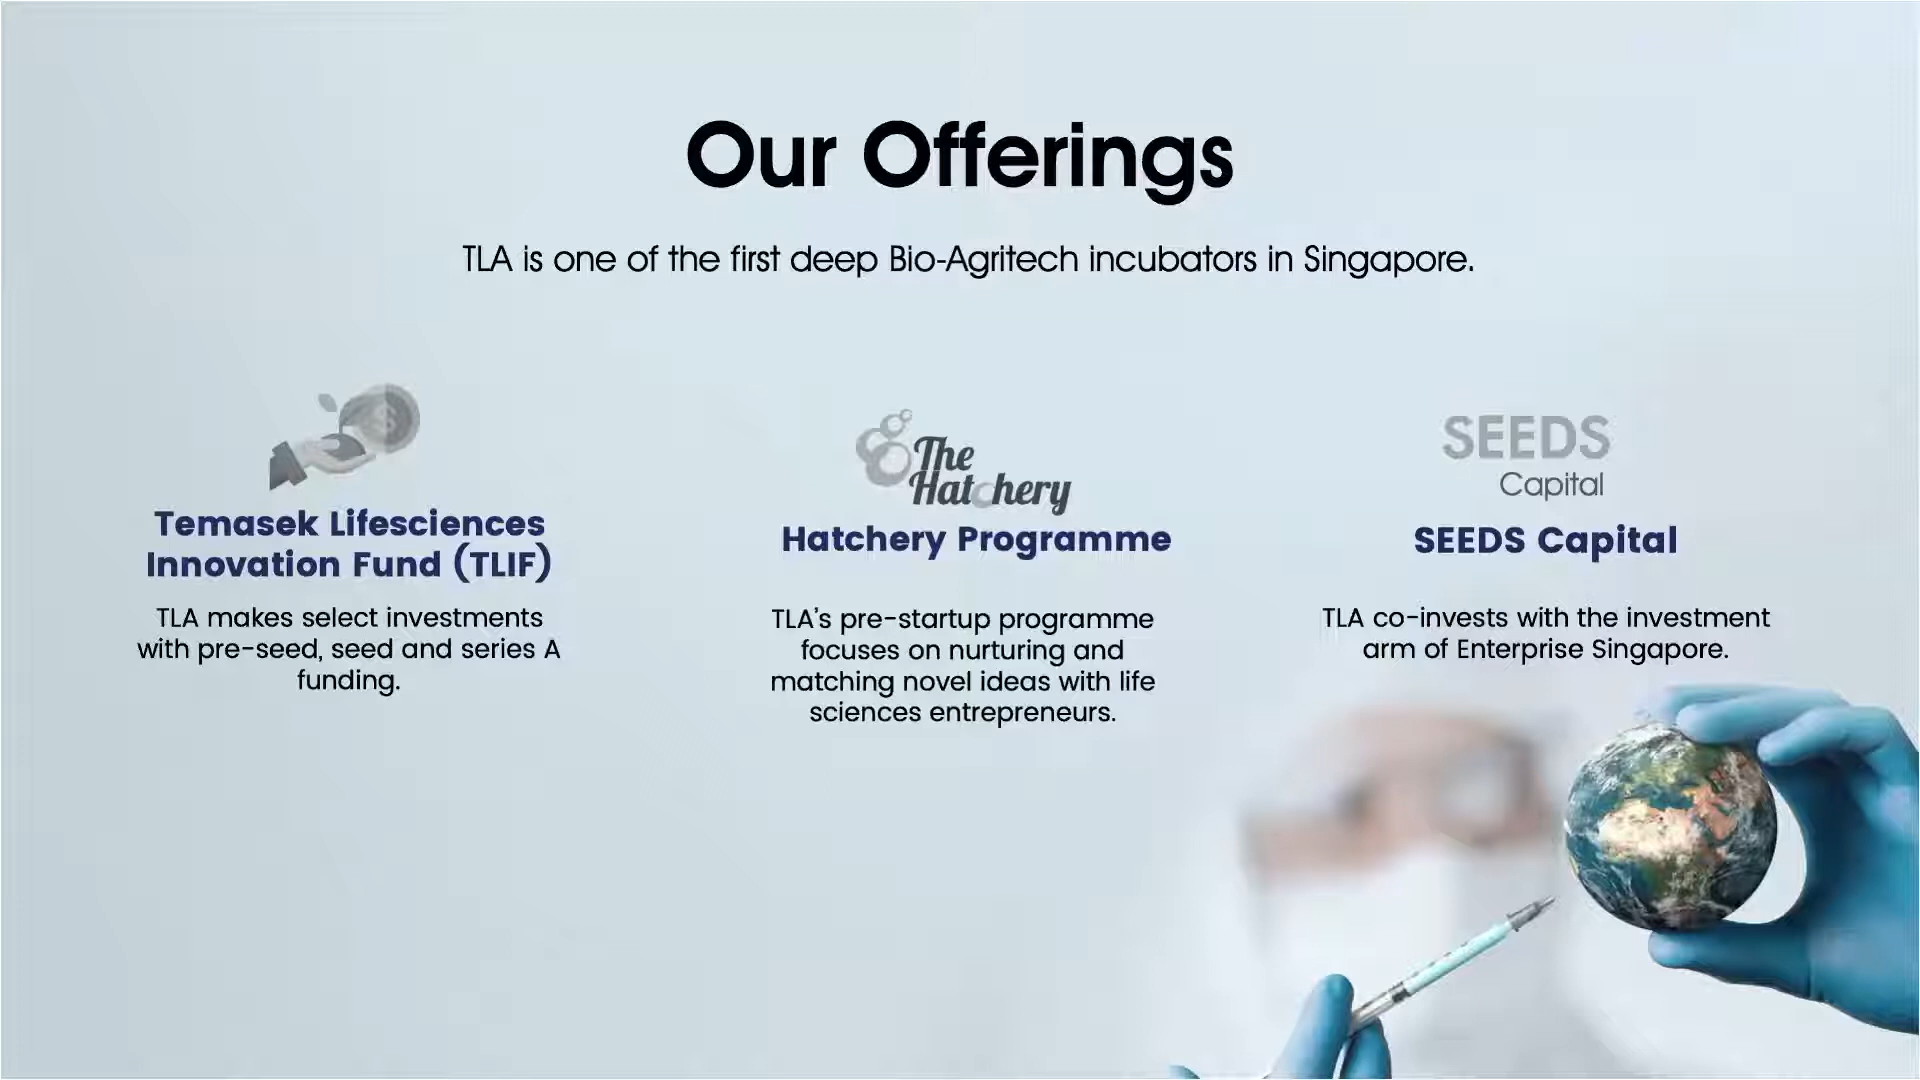 Our Offerings
TLA is one of the first deep Bio-Agritech incubators in Singapore.
Temasek Lifesciences
Innovation Fund (TLIF)
TLA makes select investments
with pre-seed, seed and series A
funding.
The
Hatchery
Hatchery Programme
TLA's pre-startup programme
focuses on nurturing and
matching novel ideas with life
sciences entrepreneurs.
SEEDS
Capital
SEEDS Capital
TLA co-invests with the investment
arm of Enterprise Singapore.